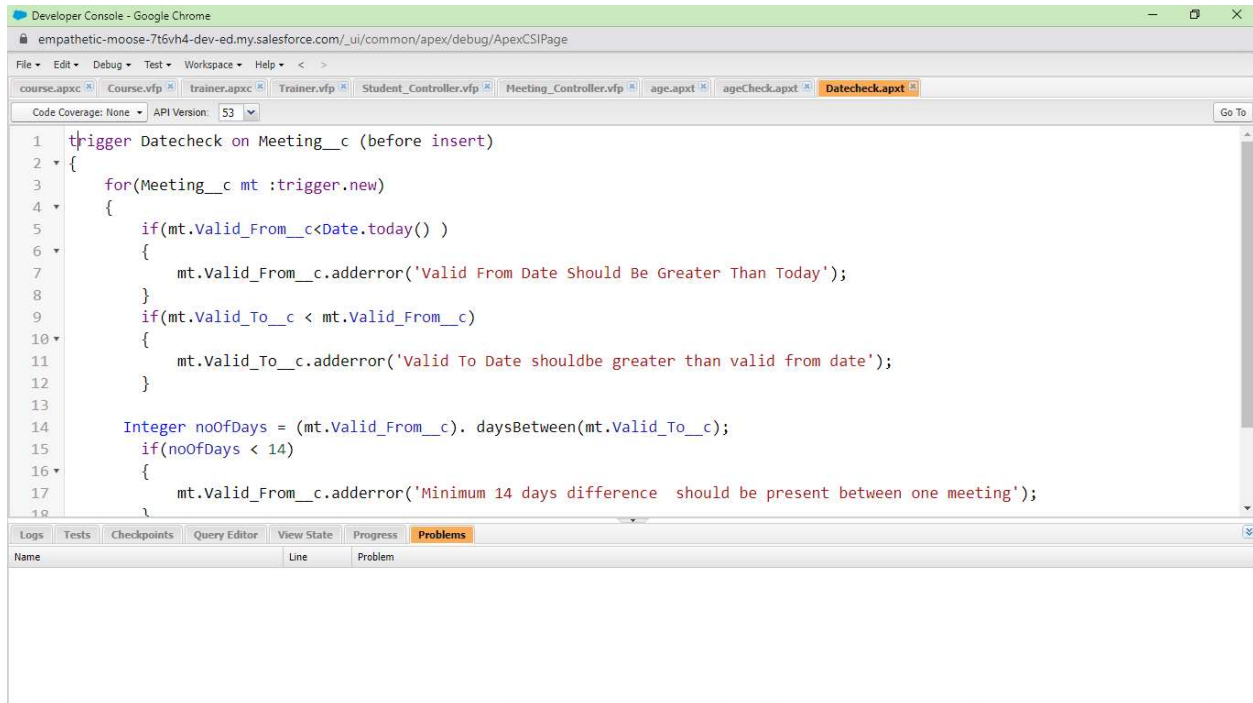 Developer Console - Google Chrome
empathetic-moose-7t6vh4-dev-ed.my.salesforce.com/_ui/common/apex/debug/ApexCSIPage
File Edit Debug Test Workspace Help < >
course.apxc Course.vfp trainer.apxc Trainer.vfp Student_Controller.vfp Meeting_Controller.vfp age.apxt ageCheck.apxt Datecheck.apxt
Code Coverage: None API Version: 53 Go To
1 trigger Datecheck on Meeting__c (before insert)
2 {
3 for(Meeting__c mt :trigger.new)
4 {
5 if(mt.Valid_From__c<Date.today() )
6 {
7 mt.Valid_From__c.adderror('Valid From Date Should Be Greater Than Today');
8 }
9 if(mt.Valid_To__c < mt.Valid_From__c)
10 {
11 mt.Valid_To__c.adderror('Valid To Date shouldbe greater than valid from date');
12 }
13
14 Integer noOfDays = (mt.Valid_From__c). daysBetween(mt.Valid_To__c);
15 if(noOfDays < 14)
16 {
17 mt.Valid_From__c.adderror('Minimum 14 days difference  should be present between one meeting');
18 }
Logs Tests Checkpoints Query Editor View State Progress Problems
Name Line Problem